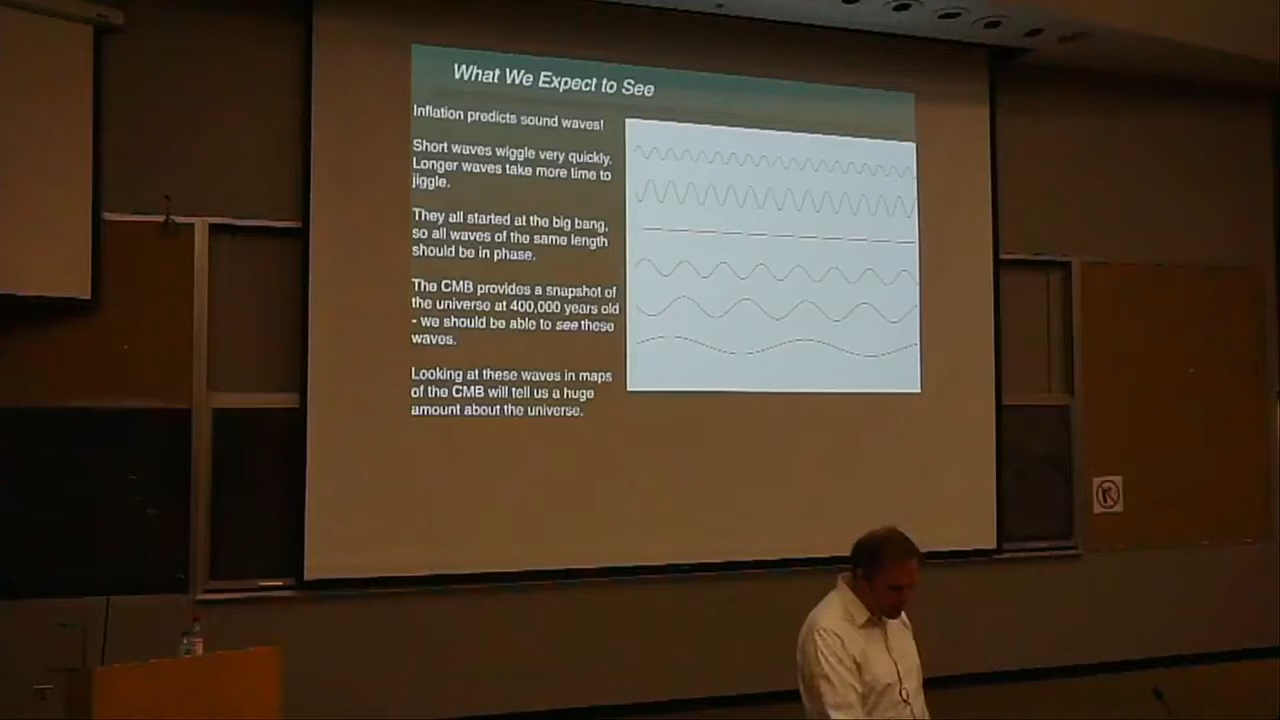 What We Expect to See
Inflation predicts sound waves!
Short waves wiggle very quickly.
Longer waves take more time to
jiggle.
They all started at the big bang,
so all waves of the same length
should be in phase.
The CMB provides a snapshot of
the universe at 400,000 years old
- we should be able to see these
waves.
Looking at these waves in maps
of the CMB will tell us a huge
amount about the universe.